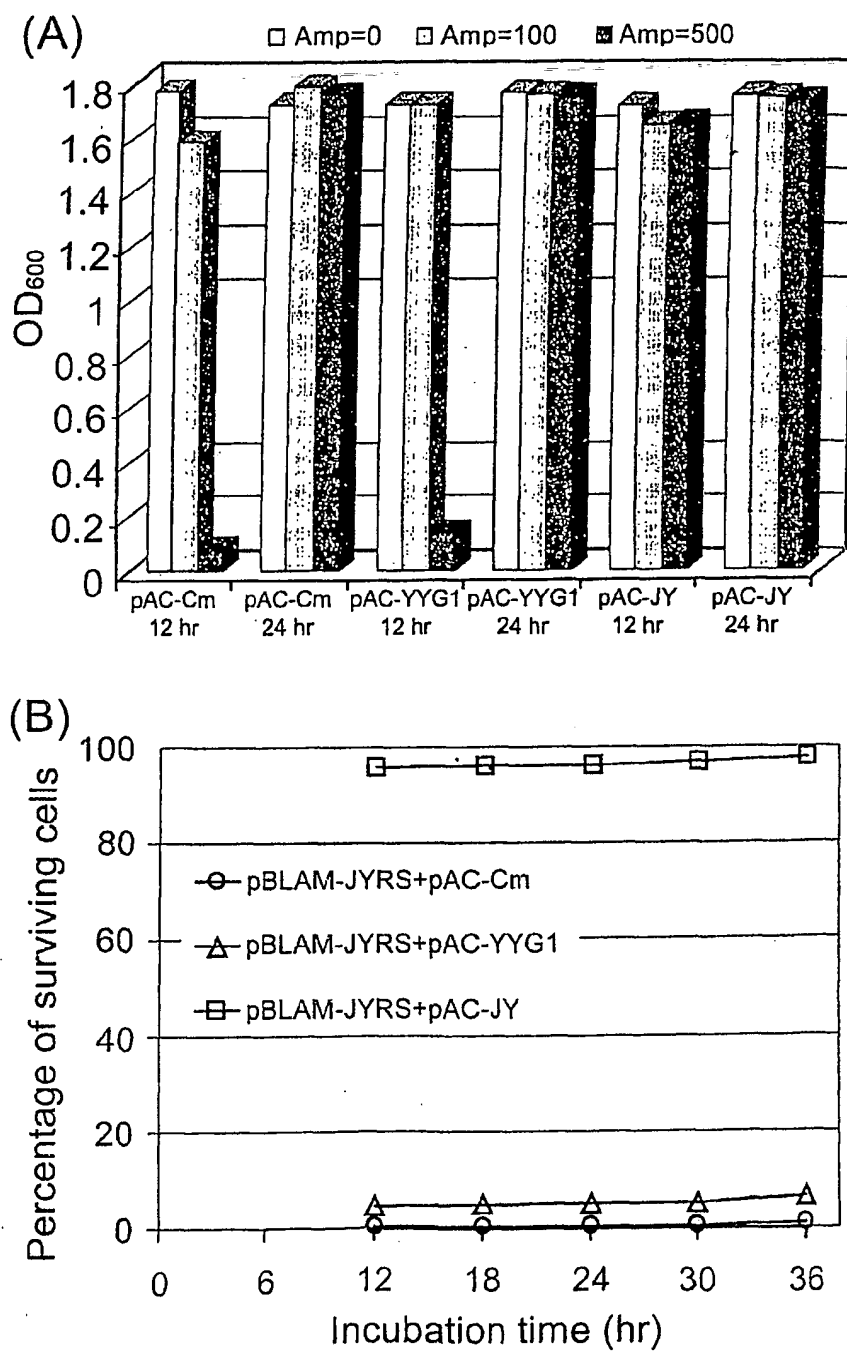 (A)
Amp=0 Amp=100 Amp=500
OD600
1.8
1.6
1.4
1.2
1
0.8
0.6
0.4
0.2
0
pAC-Cm pAC-Cm pAC-YYG1 pAC-YYG1 pAC-JY pAC-JY
12 hr 24 hr 12 hr 24 hr 12 hr 24 hr
(B)
Percentage of surviving cells
100
80
60
40
20
0
pBLAM-JYRS+pAC-Cm
pBLAM-JYRS+pAC-YYG1
pBLAM-JYRS+pAC-JY
0 6 12 18 24 30 36
Incubation time (hr)